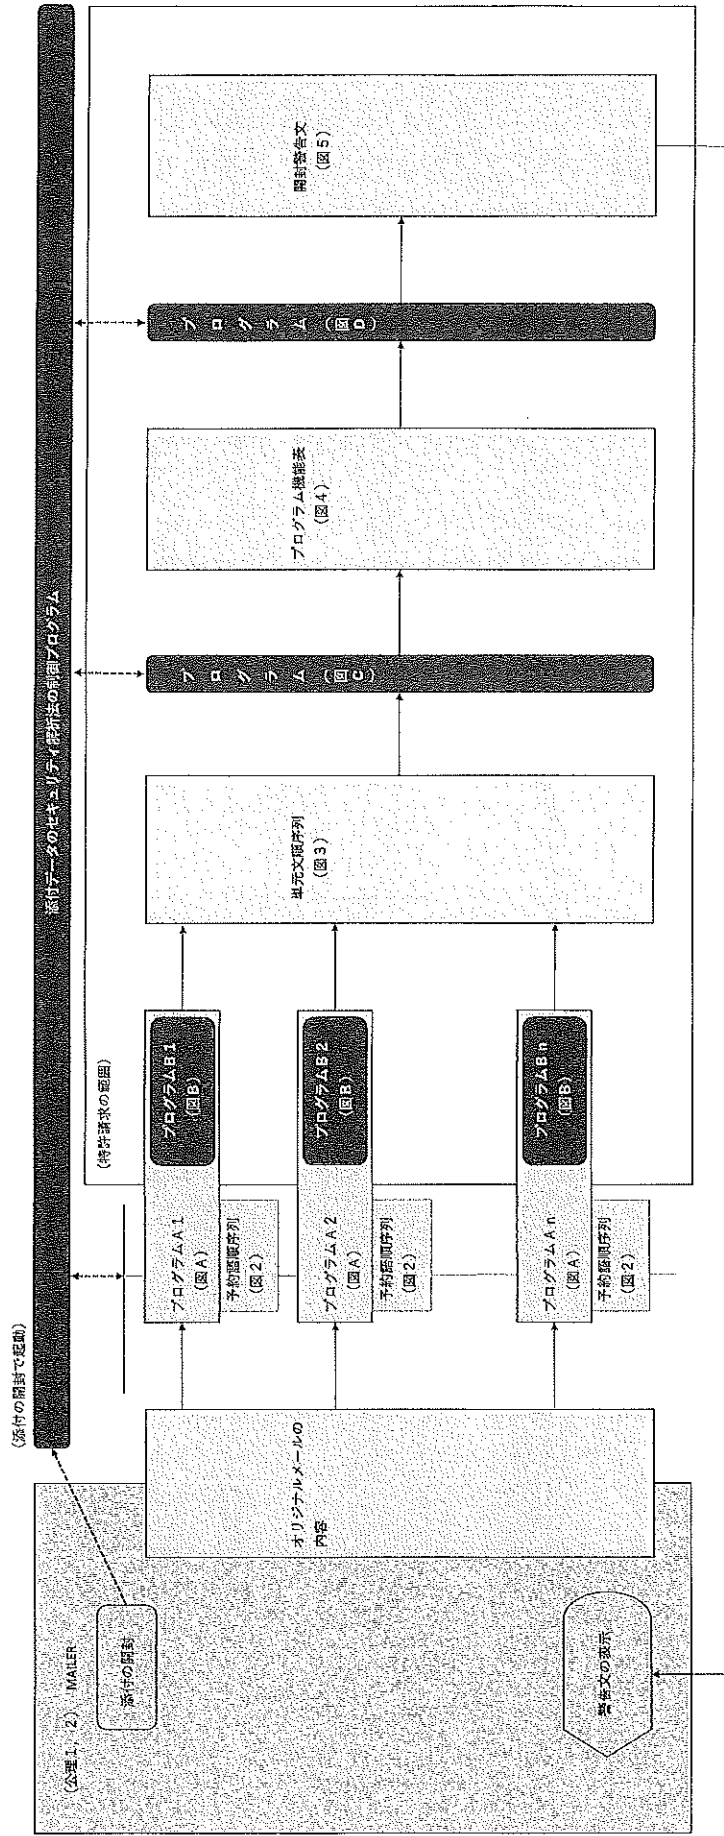 (公理1, 2) MAILER
添付の開封
警告文の表示
(添付の開封で起動)
添付データのセキュリティ解析法の制御プログラム
オリジナルメールの
内容
プログラムA1
(図A)
予約語順序列
(図2)
プログラムA2
(図A)
予約語順序列
(図2)
プログラムAn
(図A)
予約語順序列
(図2)
(特許請求の範囲)
プログラムB1
(図B)
プログラムB2
(図B)
プログラムBn
(図B)
単元文順序列
(図3)
プログラム(図C)
プログラム機能表
(図4)
プログラム(図D)
開封警告文
(図5)